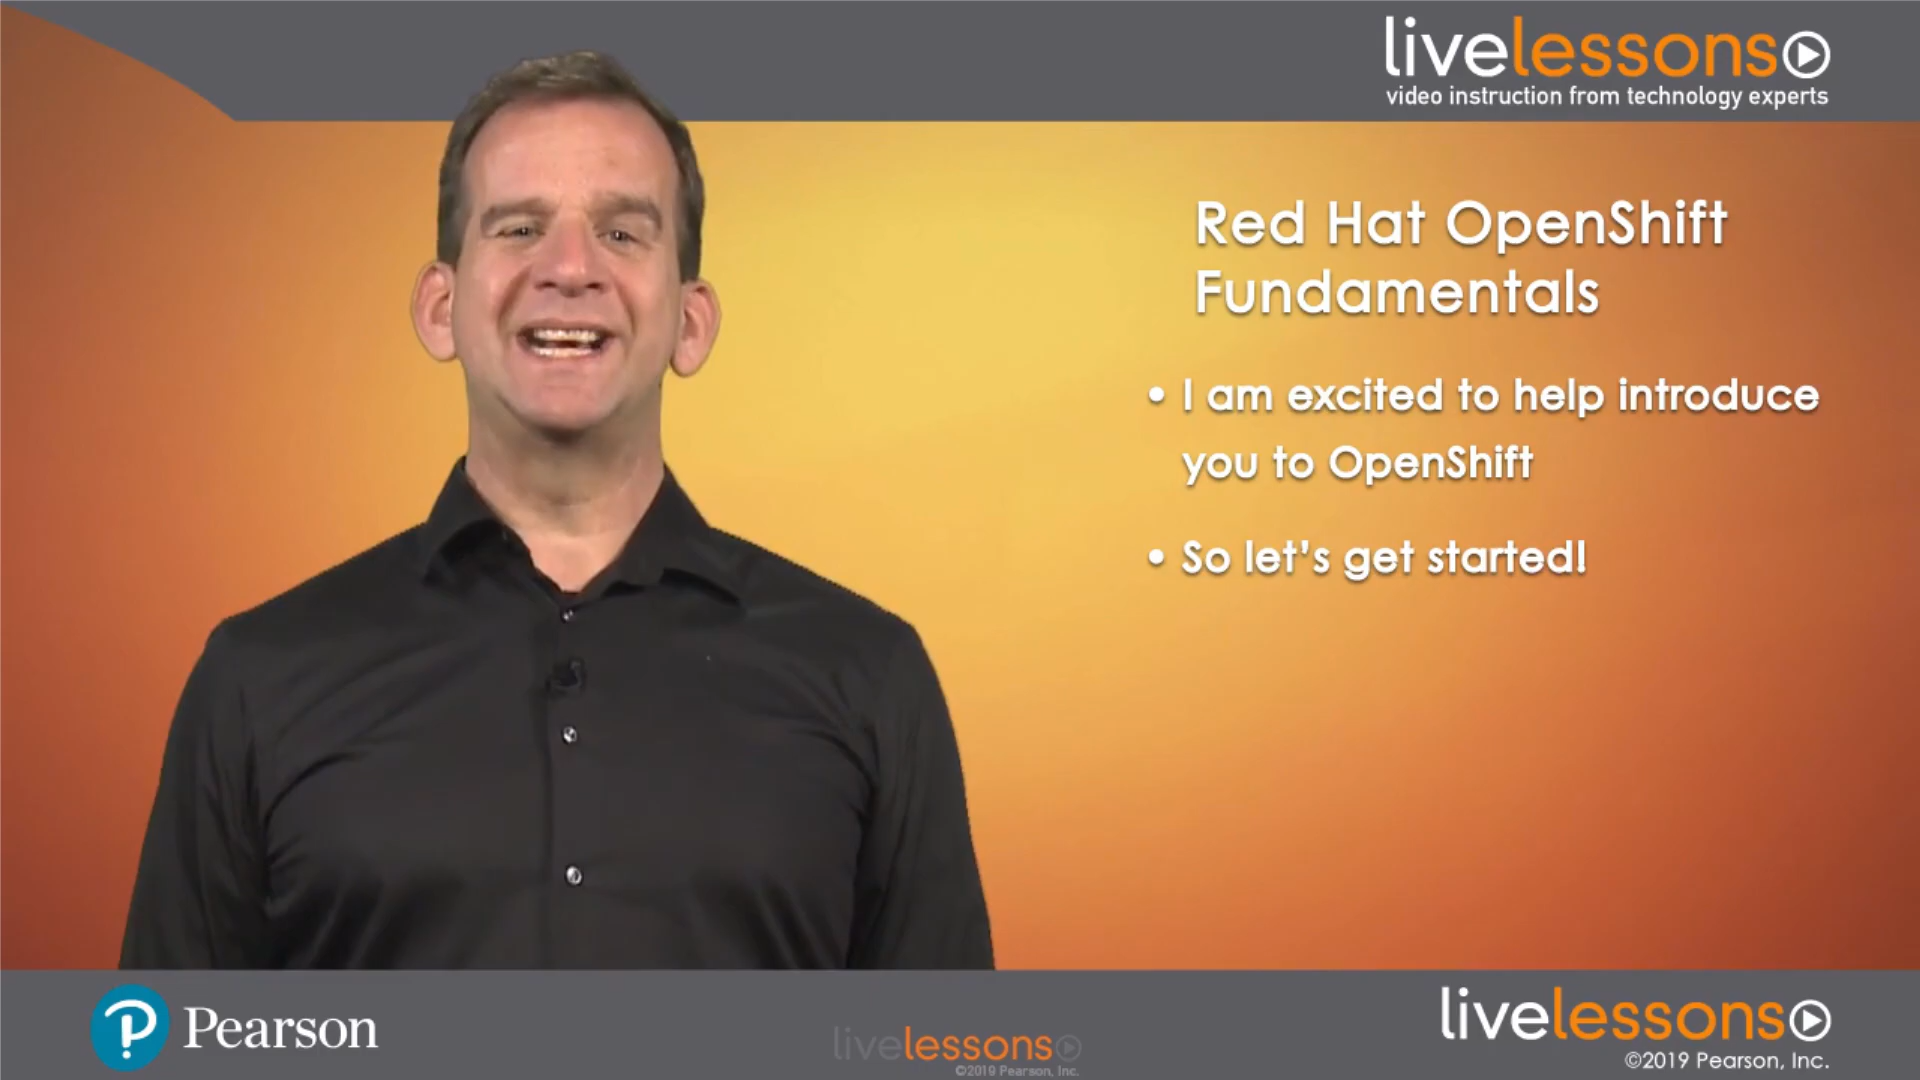 livelessons
video instruction from technology experts
Red Hat OpenShift
Fundamentals
• I am excited to help introduce
you to OpenShift
• So let's get started!
Pearson
livelessons
©2019 Pearson, Inc.
livelessons
©2019 Pearson, Inc.